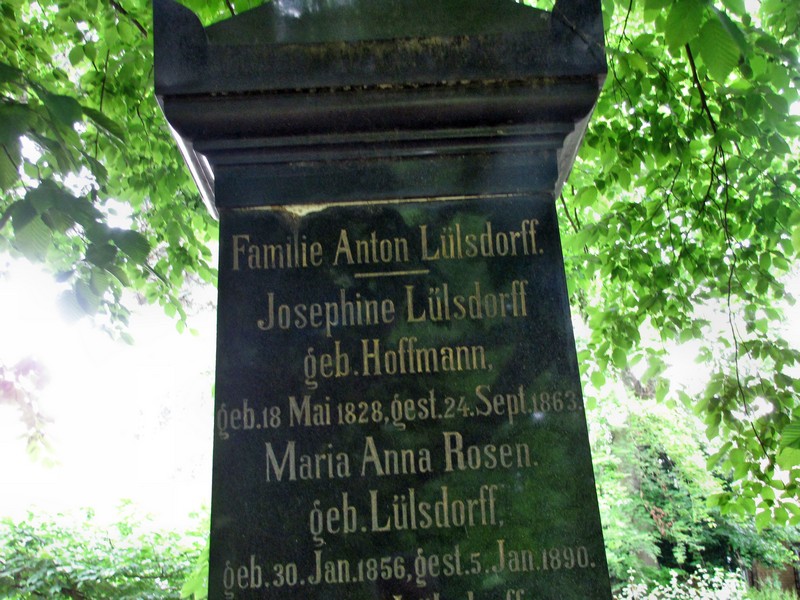 Familie Anton Lülsdorff.
Josephine Lülsdorff
geb. Hoffmann,
geb. 18 Mai 1828, gest. 24. Sept. 1863.
Maria Anna Rosen.
geb. Lülsdorff,
geb. 30. Jan. 1856, gest. 5. Jan. 1890.
Lülsdorff